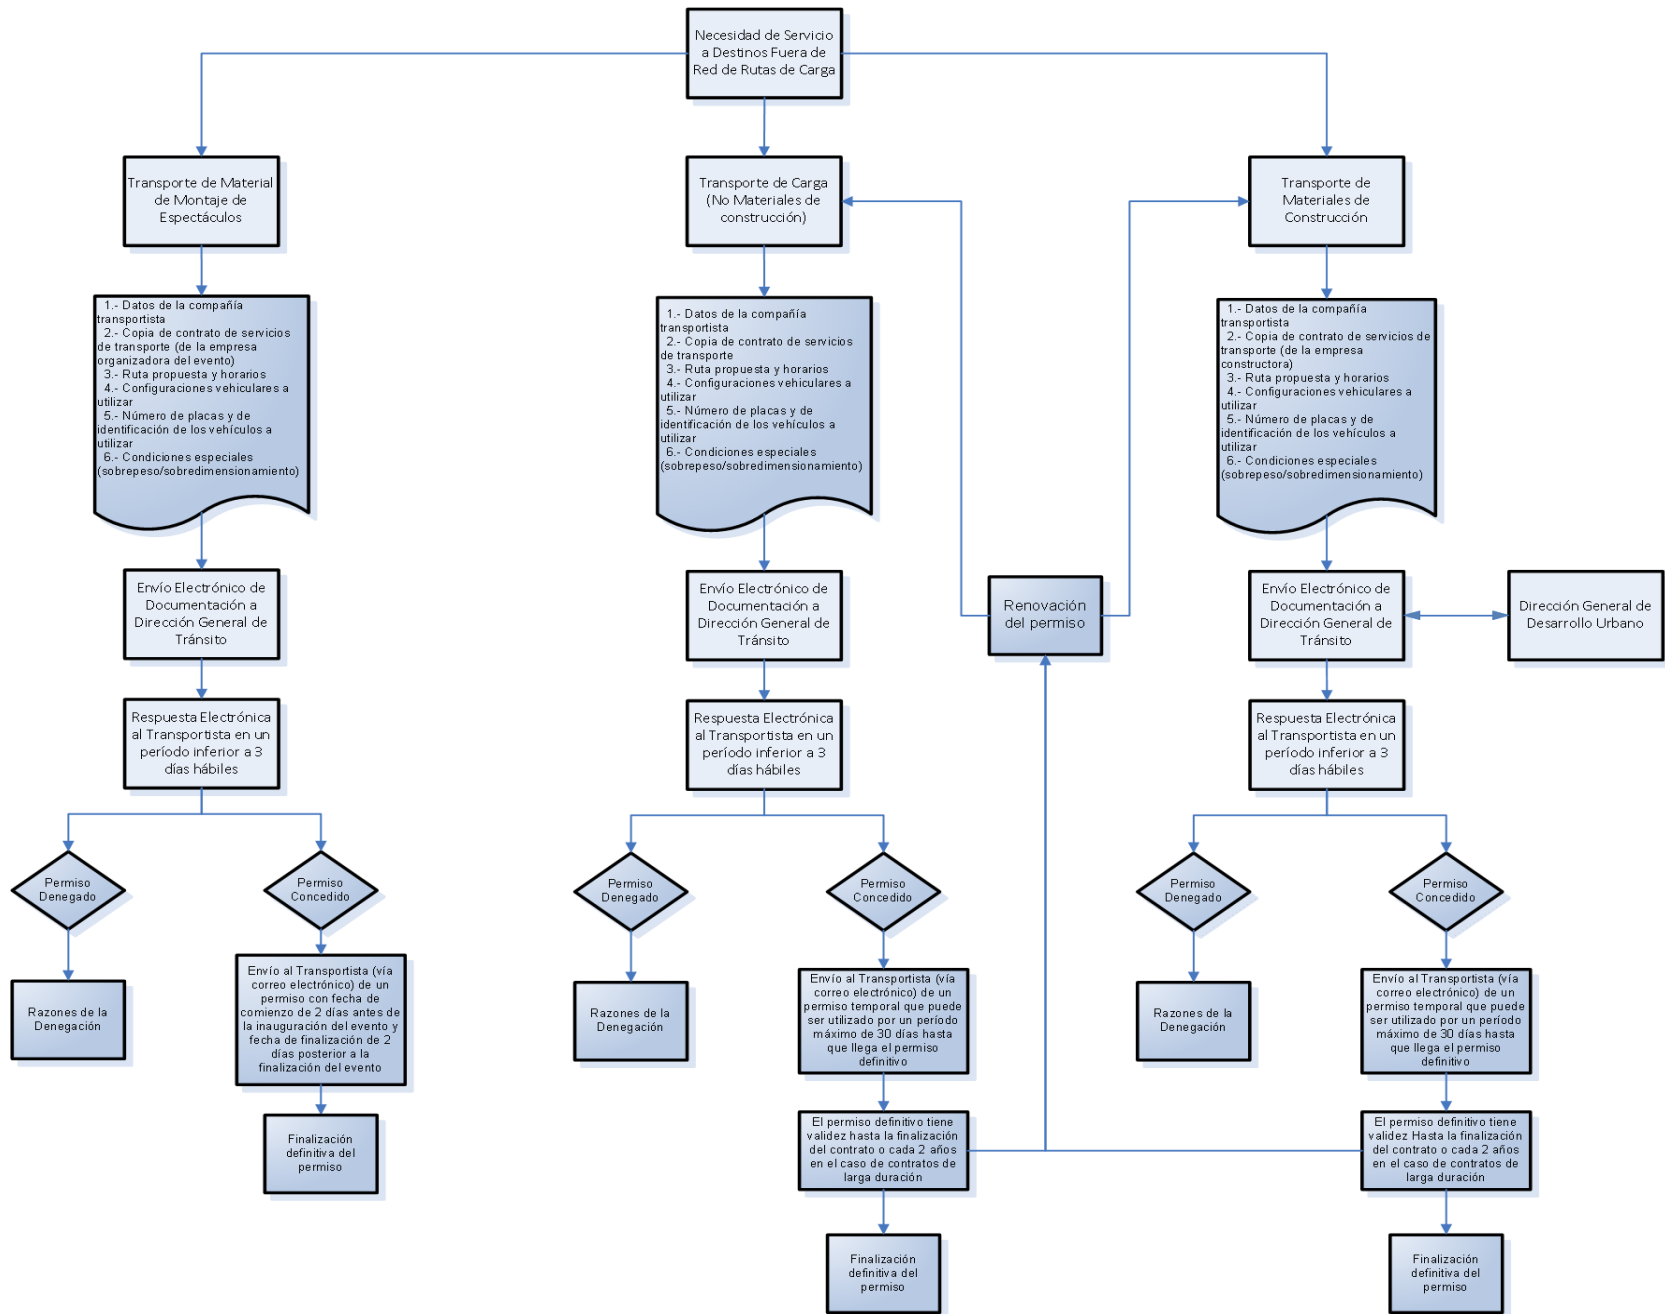 Necesidad de Servicio
a Destinos Fuera de
Red de Rutas de Carga
Transporte de Material
de Montaje de
Espectáculos
Transporte de Carga
(No Materiales de
construcción)
Transporte de
Materiales de
Construcción
1.- Datos de la compañía
transportista
2.- Copia de contrato de servicios
de transporte (de la empresa
organizadora del evento)
3.- Ruta propuesta y horarios
4.- Configuraciones vehiculares a
utilizar
5.- Número de placas y de
identificación de los vehículos a
utilizar
6.- Condiciones especiales
(sobrepeso/sobredimensionamiento)
1.- Datos de la compañía
transportista
2.- Copia de contrato de servicios
de transporte
3.- Ruta propuesta y horarios
4.- Configuraciones vehiculares a
utilizar
5.- Número de placas y de
identificación de los vehículos a
utilizar
6.- Condiciones especiales
(sobrepeso/sobredimensionamiento)
1.- Datos de la compañía
transportista
2.- Copia de contrato de servicios de
transporte (de la empresa
constructora)
3.- Ruta propuesta y horarios
4.- Configuraciones vehiculares a
utilizar
5.- Número de placas y de
identificación de los vehículos a
utilizar
6.- Condiciones especiales
(sobrepeso/sobredimensionamiento)
Envío Electrónico de
Documentación a
Dirección General de
Tránsito
Envío Electrónico de
Documentación a
Dirección General de
Tránsito
Renovación
del permiso
Envío Electrónico de
Documentación a
Dirección General de
Tránsito
Dirección General de
Desarrollo Urbano
Respuesta Electrónica
al Transportista en un
período inferior a 3
días hábiles
Respuesta Electrónica
al Transportista en un
período inferior a 3
días hábiles
Respuesta Electrónica
al Transportista en un
período inferior a 3
días hábiles
Permiso
Denegado
Permiso
Concedido
Permiso
Denegado
Permiso
Concedido
Permiso
Denegado
Permiso
Concedido
Razones de la
Denegación
Envío al Transportista (vía
correo electrónico) de un
permiso con fecha de
comienzo de 2 días antes de
la inauguración del evento y
fecha de finalización de 2
días posterior a la
finalización del evento
Razones de la
Denegación
Envío al Transportista (vía
correo electrónico) de un
permiso temporal que puede
ser utilizado por un período
máximo de 30 días hasta
que llega el permiso
definitivo
Razones de la
Denegación
Envío al Transportista (vía
correo electrónico) de un
permiso temporal que puede
ser utilizado por un período
máximo de 30 días hasta
que llega el permiso
definitivo
Finalización
definitiva del
permiso
El permiso definitivo tiene
validez hasta la finalización
del contrato o cada 2 años
en el caso de contratos de
larga duración
El permiso definitivo tiene
validez Hasta la finalización
del contrato o cada 2 años
en el caso de contratos de
larga duración
Finalización
definitiva del
permiso
Finalización
definitiva del
permiso